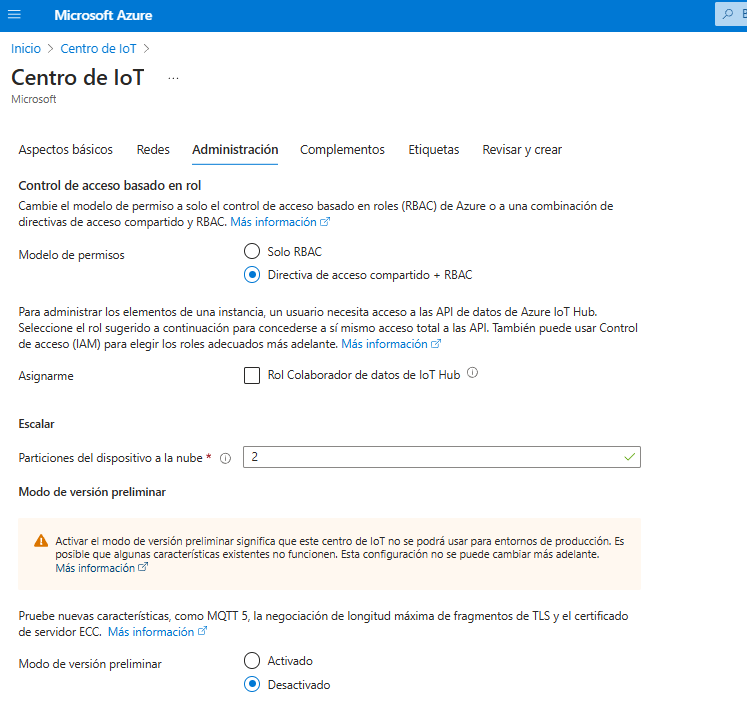 Microsoft Azure
Inicio > Centro de IoT >
Centro de IoT ...
Microsoft
Aspectos básicos Redes Administración Complementos Etiquetas Revisar y crear
Control de acceso basado en rol
Cambie el modelo de permiso a solo el control de acceso basado en roles (RBAC) de Azure o a una combinación de
directivas de acceso compartido y RBAC. Más información
Modelo de permisos
Solo RBAC
Directiva de acceso compartido + RBAC
Para administrar los elementos de una instancia, un usuario necesita acceso a las API de datos de Azure IoT Hub.
Seleccione el rol sugerido a continuación para concederse a sí mismo acceso total a las API. También puede usar Control
de acceso (IAM) para elegir los roles adecuados más adelante. Más información
Asignarme
Rol Colaborador de datos de IoT Hub
Escalar
Particiones del dispositivo a la nube * 2
Modo de versión preliminar
Activar el modo de versión preliminar significa que este centro de IoT no se podrá usar para entornos de producción. Es
posible que algunas características existentes no funcionen. Esta configuración no se puede cambiar más adelante.
Más información
Pruebe nuevas características, como MQTT 5, la negociación de longitud máxima de fragmentos de TLS y el certificado
de servidor ECC. Más información
Modo de versión preliminar
Activado
Desactivado